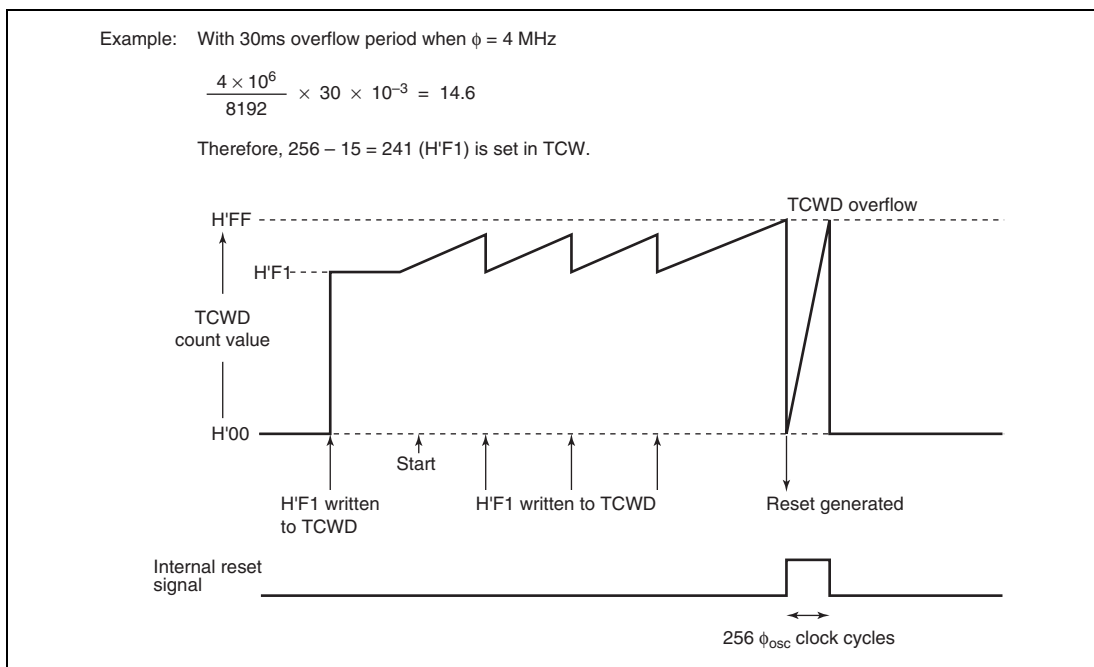 Example: With 30ms overflow period when ϕ = 4 MHz
4 × 10⁶
8192
× 30 × 10⁻³ = 14.6
Therefore, 256 – 15 = 241 (H'F1) is set in TCW.
TCWD overflow
H'FF
H'F1
TCWD
count value
H'00
Start
H'F1 written
to TCWD
H'F1 written to TCWD
Reset generated
Internal reset
signal
256 ϕosc clock cycles